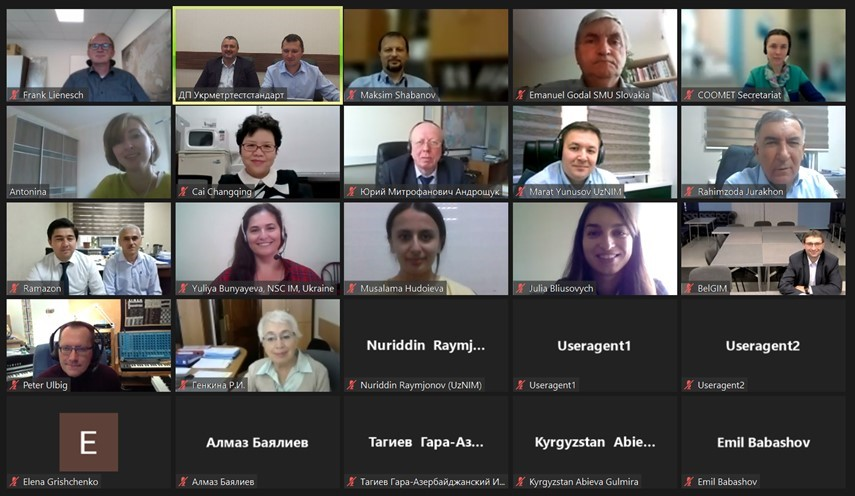 Frank Lienesch
ДП Укрметртестстандарт
Maksim Shabanov
Emanuel Godal SMU Slovakia
COOMET Secretariat
Antonina
Cai Changqing
Юрий Митрофанович Андрощук
Marat Yunusov UzNIM
Rahimzoda Jurakhon
Ramazon
Yuliya Bunyayeva, NSC IM, Ukraine
Musalama Hudoieva
Julia Bliusovych
BelGIM
Peter Ulbig
Генкина Р.И.
Nuriddin Raymj...
Nuriddin Raymjonov (UzNIM)
Useragent1
Useragent1
Useragent2
Useragent2
E
Elena Grishchenko
Алмаз Баялиев
Алмаз Баялиев
Тагиев Гара-Аз...
Тагиев Гара-Азербайджанский И...
Kyrgyzstan Abie...
Kyrgyzstan Abieva Gulmira
Emil Babashov
Emil Babashov